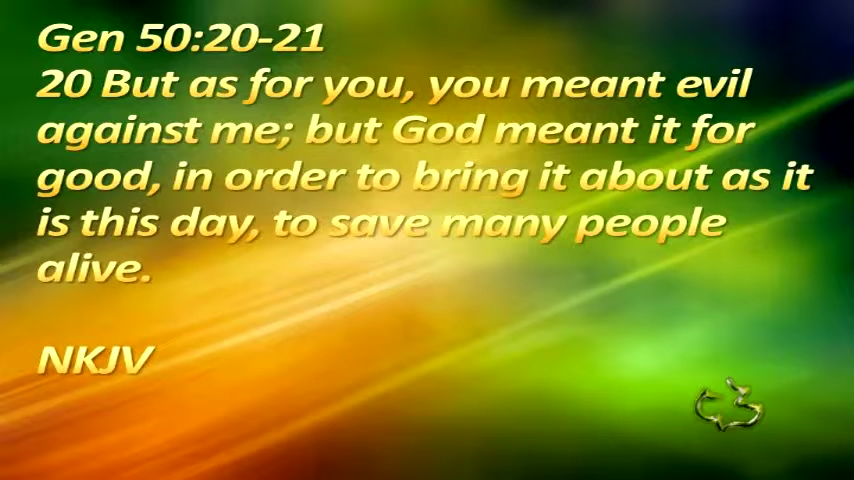 Gen 50:20-21
20 But as for you, you meant evil
against me; but God meant it for
good, in order to bring it about as it
is this day, to save many people
alive.
NKJV